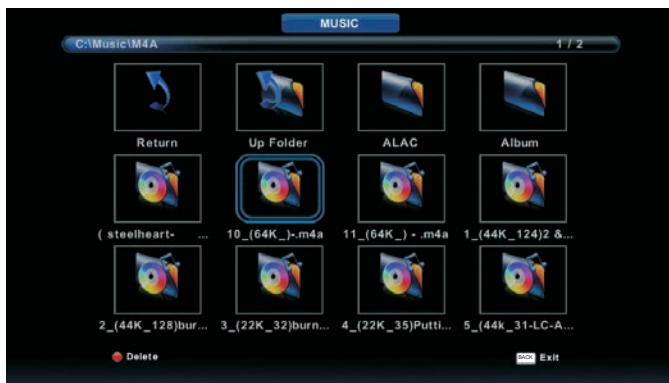 MUSIC
C:\Music\M4A 1 / 2
Return Up Folder ALAC Album
( steelheart- ... 10_(64K_)-.m4a 11_(64K_) - .m4a 1_(44K_124)2 &...
2_(44K_128)bur... 3_(22K_32)burn... 4_(22K_35)Putti... 5_(44k_31-LC-A...
Delete BACK Exit